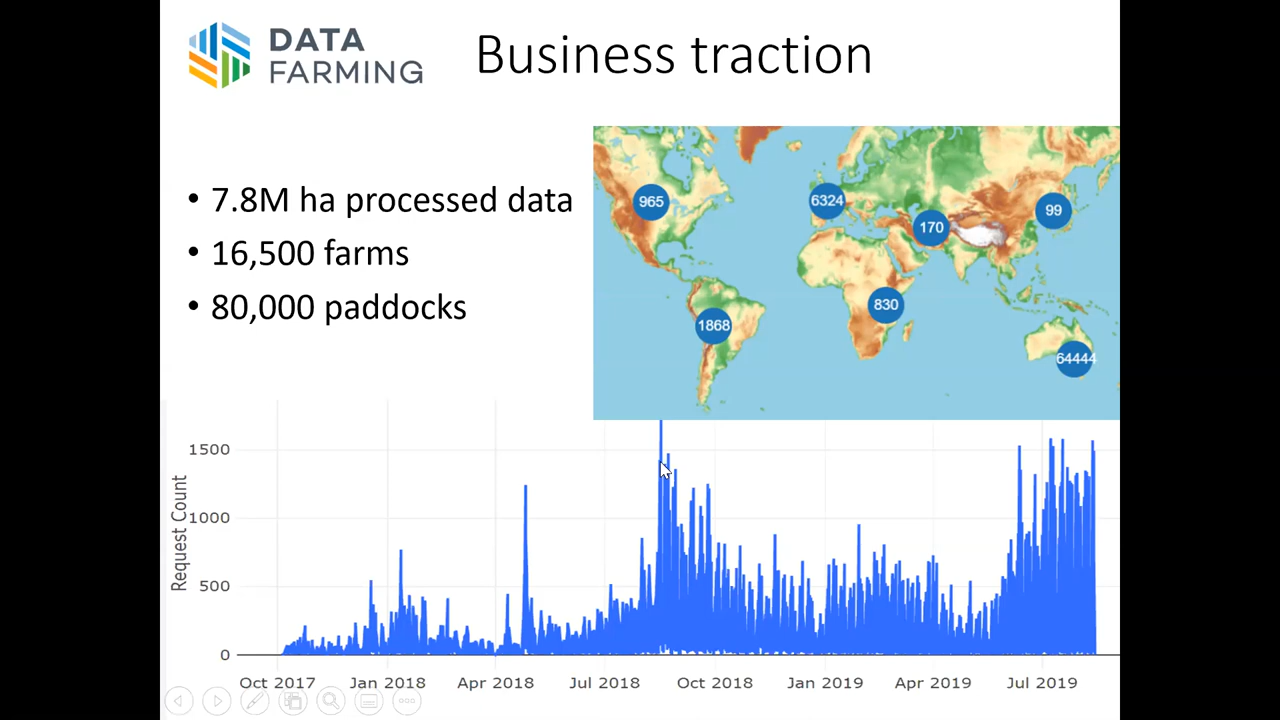 DATA
FARMING
Business traction
• 7.8M ha processed data
• 16,500 farms
• 80,000 paddocks
965
6324
170
99
830
1868
64444
1500
1000
500
0
Request Count
Oct 2017
Jan 2018
Apr 2018
Jul 2018
Oct 2018
Jan 2019
Apr 2019
Jul 2019